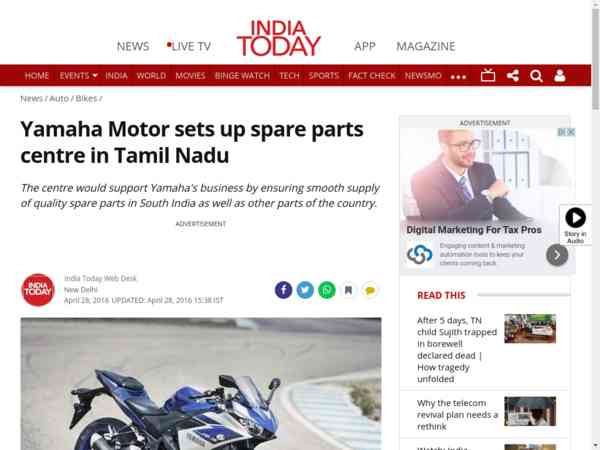 NEWS
LIVE TV
INDIA
TODAY
APP
MAGAZINE
HOME EVENTS INDIA WORLD MOVIES BINGE WATCH TECH SPORTS FACT CHECK NEWSMO
News / Auto / Bikes /
Yamaha Motor sets up spare parts
centre in Tamil Nadu
The centre would support Yamaha's business by ensuring smooth supply
of quality spare parts in South India as well as other parts of the country.
ADVERTISEMENT
INDIA
TODAY
India Today Web Desk
New Delhi
April 28, 2016 UPDATED: April 28, 2016 15:38 IST
YAMAHA
ADVERTISEMENT
Digital Marketing For Tax Pros
Engaging content & marketing
automation tools to keep your
clients coming back.
Story in
Audio
READ THIS
After 5 days, TN
child Sujith trapped
in borewell
declared dead |
How tragedy
unfolded
Why the telecom
revival plan needs a
rethink